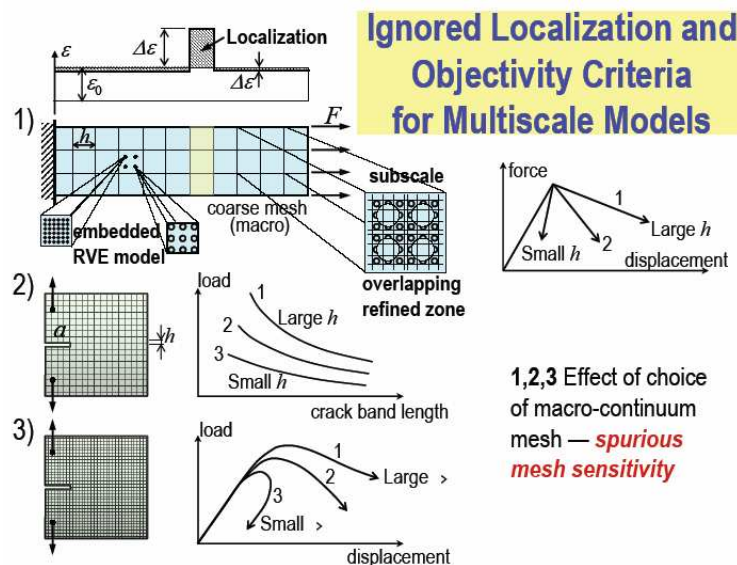 Ignored Localization and
Objectivity Criteria
for Multiscale Models
Δε
Localization
ε
ε0
Δε
1)
h
F
coarse mesh
(macro)
subscale
embedded
RVE model
overlapping
refined zone
force
1
Large h
2
Small h
displacement
2)
a
h
load
1
2
3
Large h
Small h
crack band length
1,2,3 Effect of choice
of macro-continuum
mesh — spurious
mesh sensitivity
3)
load
1
2
3
Large >
Small >
displacement